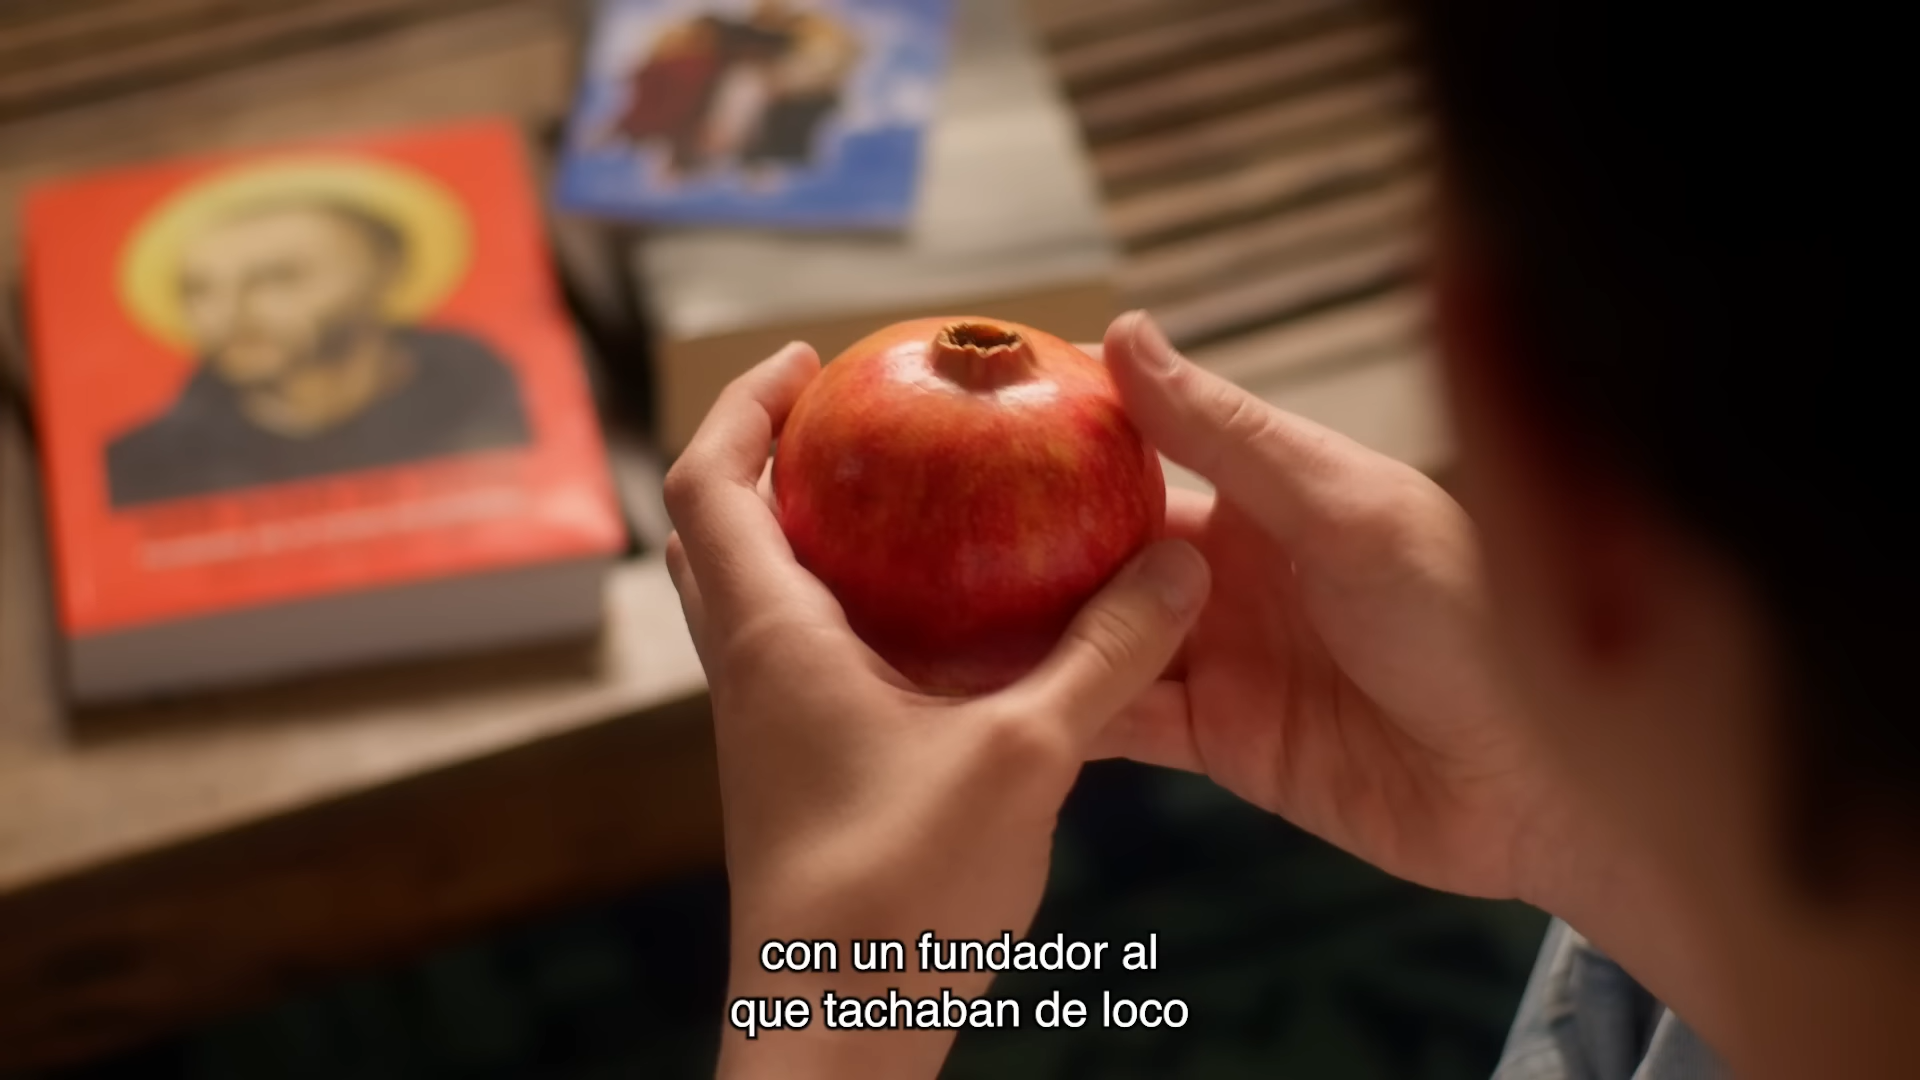 con un fundador al
que tachaban de loco